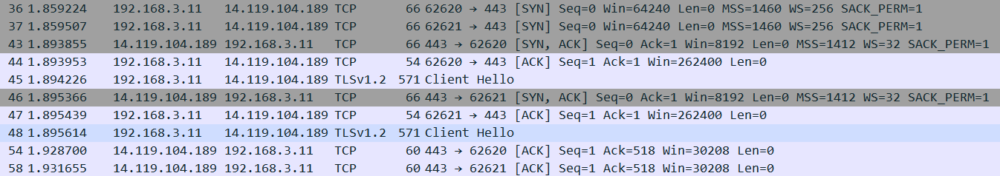 36 1.859224 192.168.3.11 14.119.104.189 TCP 66 62620 → 443 [SYN] Seq=0 Win=64240 Len=0 MSS=1460 WS=256 SACK_PERM=1
37 1.859507 192.168.3.11 14.119.104.189 TCP 66 62621 → 443 [SYN] Seq=0 Win=64240 Len=0 MSS=1460 WS=256 SACK_PERM=1
43 1.893855 14.119.104.189 192.168.3.11 TCP 66 443 → 62620 [SYN, ACK] Seq=0 Ack=1 Win=8192 Len=0 MSS=1412 WS=32 SACK_PERM=1
44 1.893953 192.168.3.11 14.119.104.189 TCP 54 62620 → 443 [ACK] Seq=1 Ack=1 Win=262400 Len=0
45 1.894226 192.168.3.11 14.119.104.189 TLSv1.2 571 Client Hello
46 1.895366 14.119.104.189 192.168.3.11 TCP 66 443 → 62621 [SYN, ACK] Seq=0 Ack=1 Win=8192 Len=0 MSS=1412 WS=32 SACK_PERM=1
47 1.895439 192.168.3.11 14.119.104.189 TCP 54 62621 → 443 [ACK] Seq=1 Ack=1 Win=262400 Len=0
48 1.895614 192.168.3.11 14.119.104.189 TLSv1.2 571 Client Hello
54 1.928700 14.119.104.189 192.168.3.11 TCP 60 443 → 62620 [ACK] Seq=1 Ack=518 Win=30208 Len=0
58 1.931655 14.119.104.189 192.168.3.11 TCP 60 443 → 62621 [ACK] Seq=1 Ack=518 Win=30208 Len=0